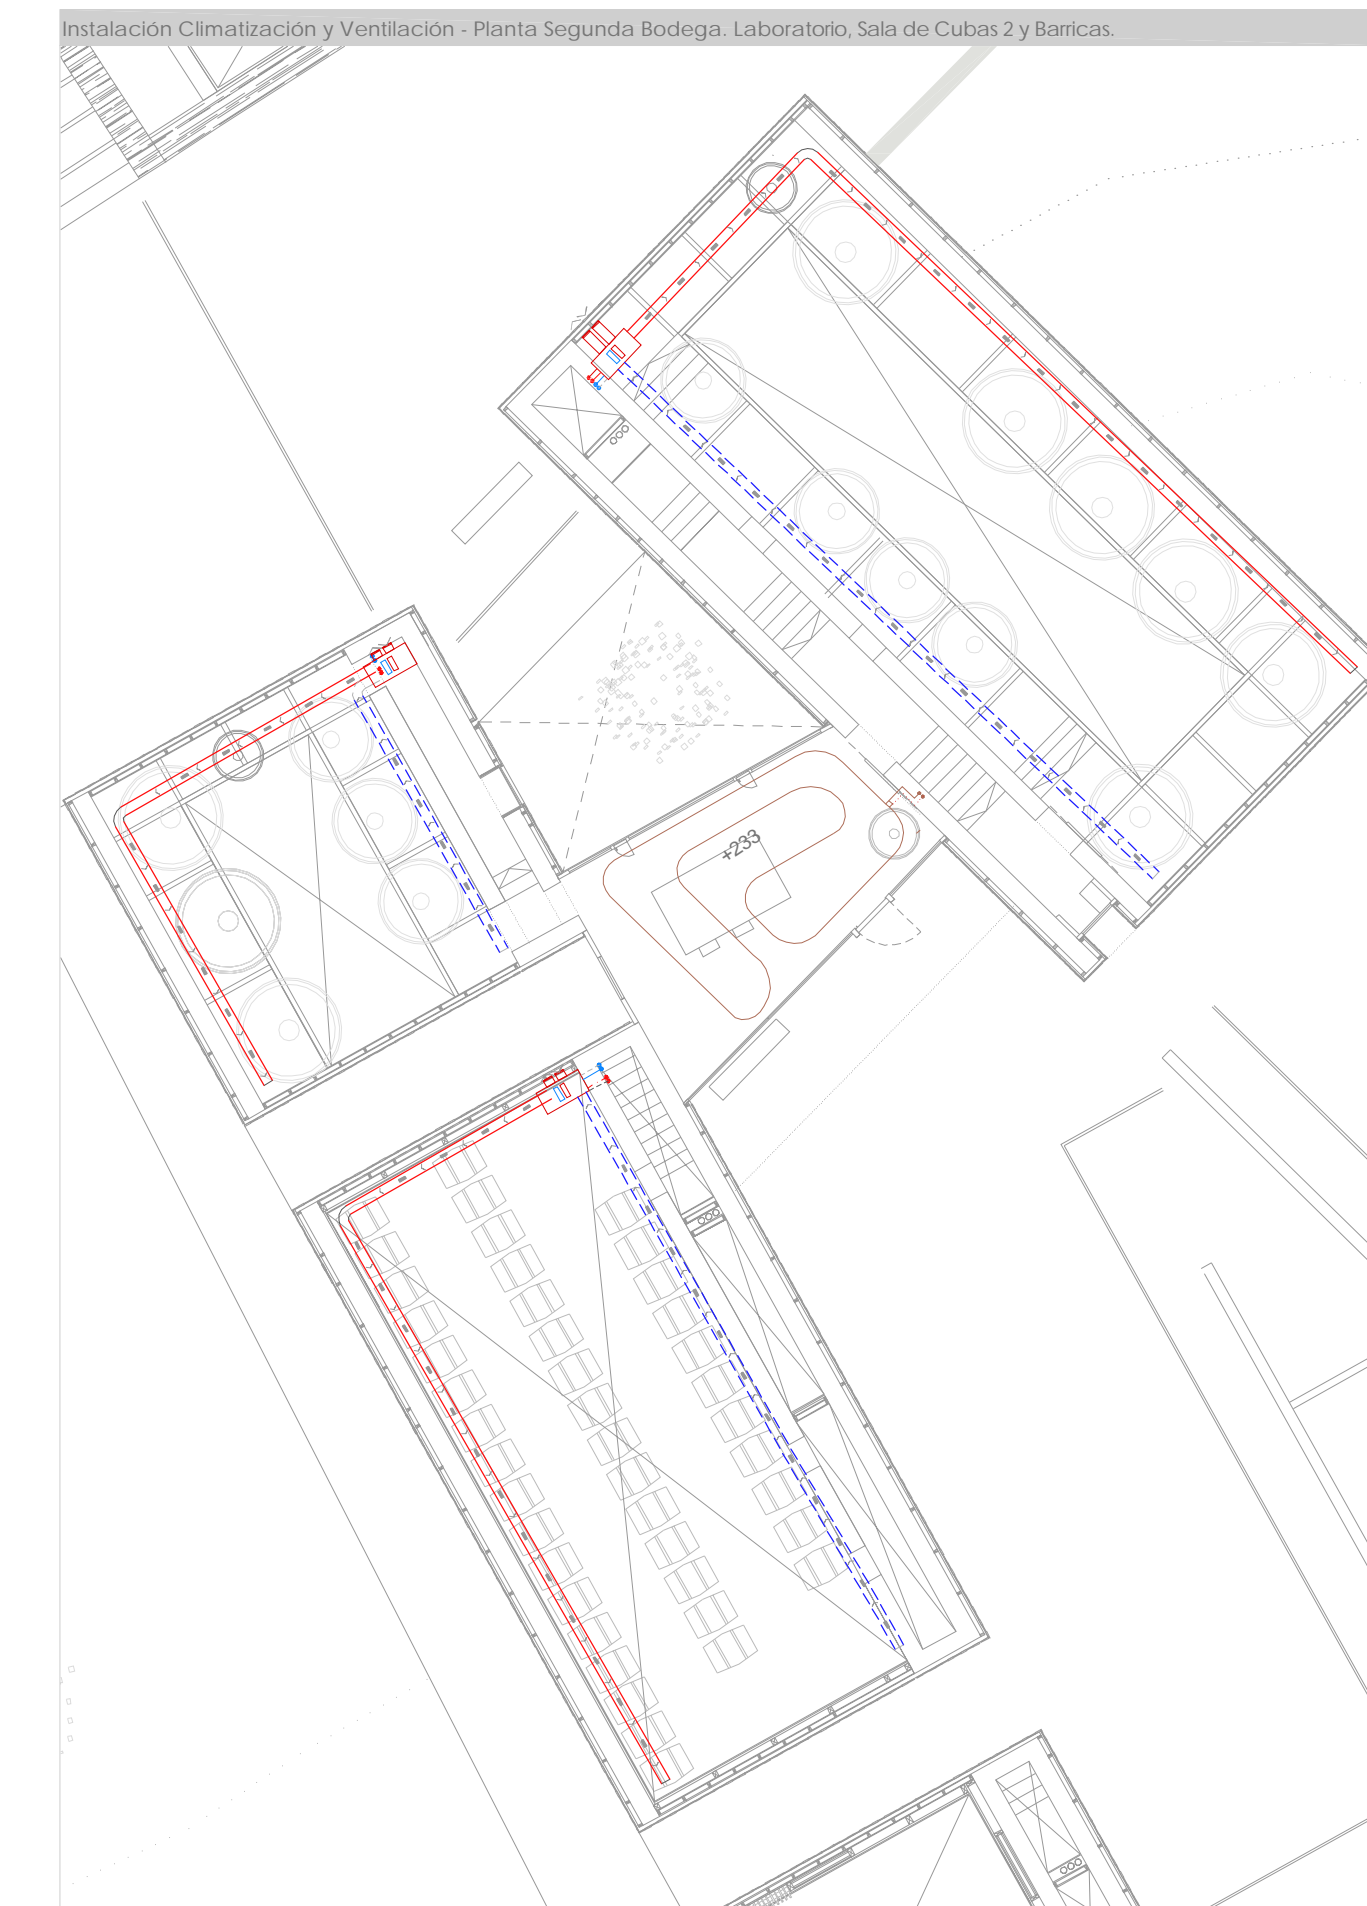 Instalación Climatización y Ventilación - Planta Segunda Bodega. Laboratorio, Sala de Cubas 2 y Barricas.
+233